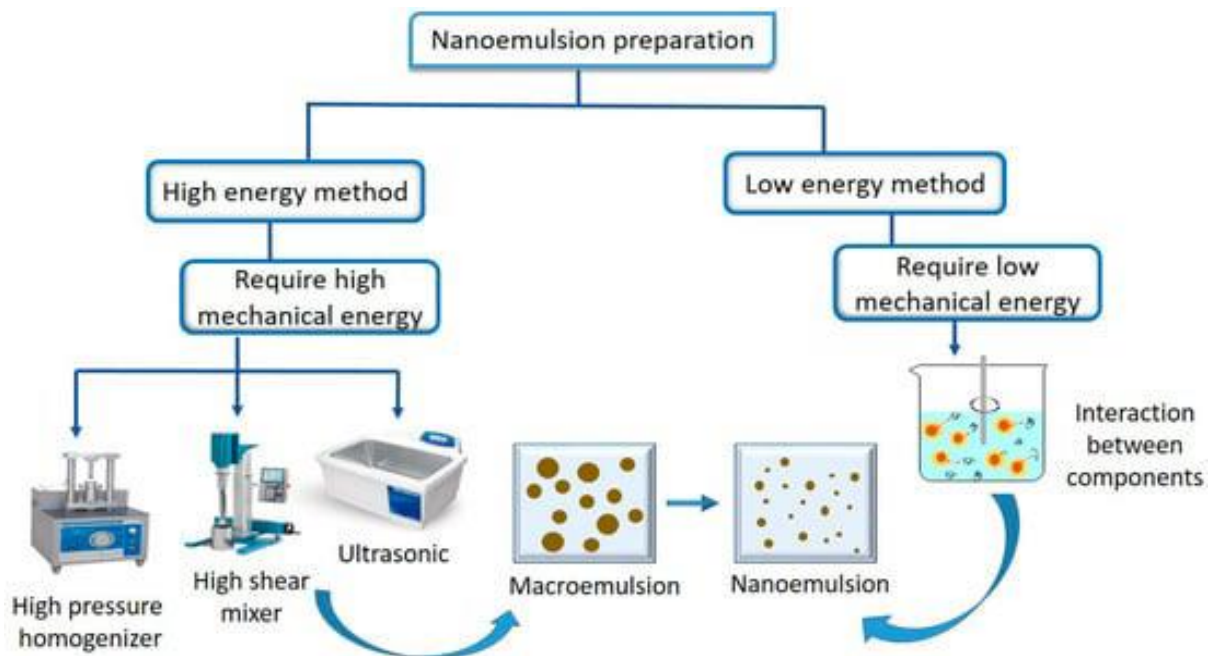 Nanoemulsion preparation
High energy method
Low energy method
Require high
mechanical energy
Require low
mechanical energy
Interaction
between
components
Ultrasonic
High shear
mixer
High pressure
homogenizer
Macroemulsion
Nanoemulsion